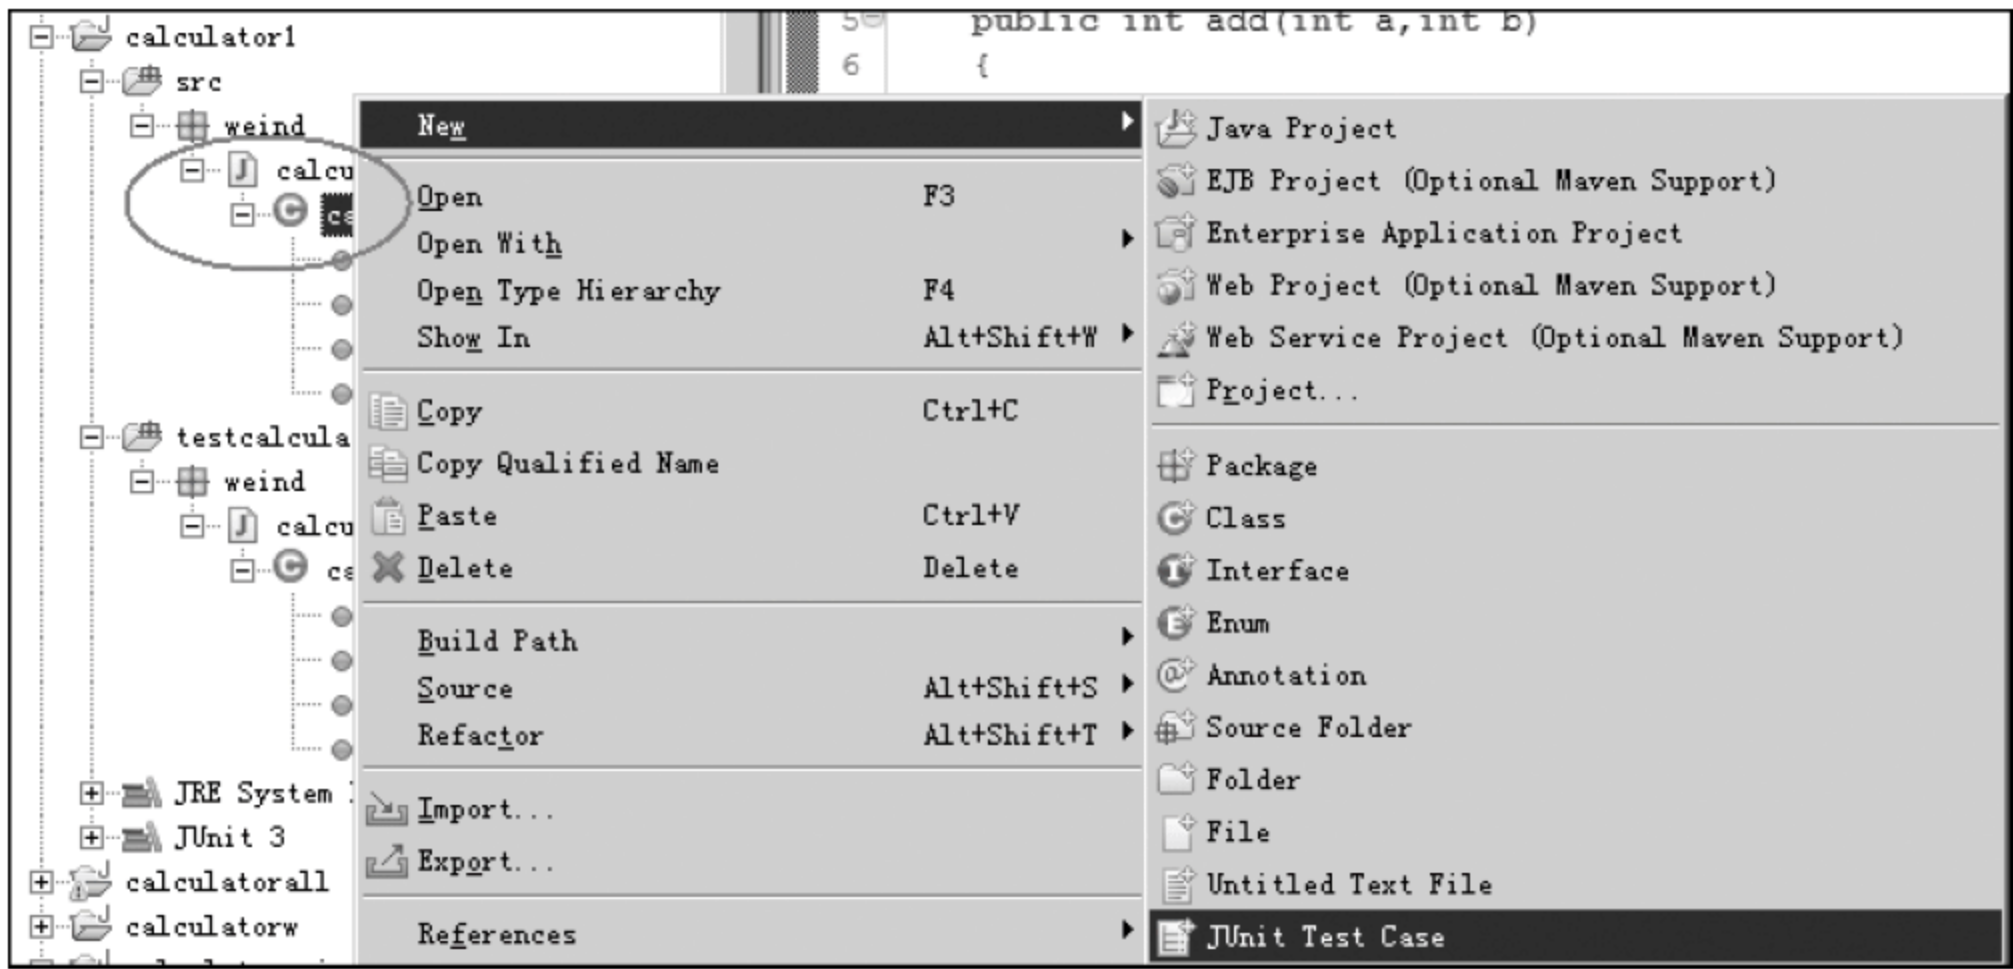 calculator1
src
weind
calcu
testcalcula
weind
calcu
JRE System
JUnit 3
calculatorall
calculatorw
5 public int add(int a,int b)
6 {
New
Open F3
Open With
Open Type Hierarchy F4
Show In Alt+Shift+W
Copy Ctrl+C
Copy Qualified Name
Paste Ctrl+V
Delete Delete
Build Path
Source Alt+Shift+S
Refactor Alt+Shift+T
Import...
Export...
References
Java Project
EJB Project (Optional Maven Support)
Enterprise Application Project
Web Project (Optional Maven Support)
Web Service Project (Optional Maven Support)
Project...
Package
Class
Interface
Enum
Annotation
Source Folder
Folder
File
Untitled Text File
JUnit Test Case